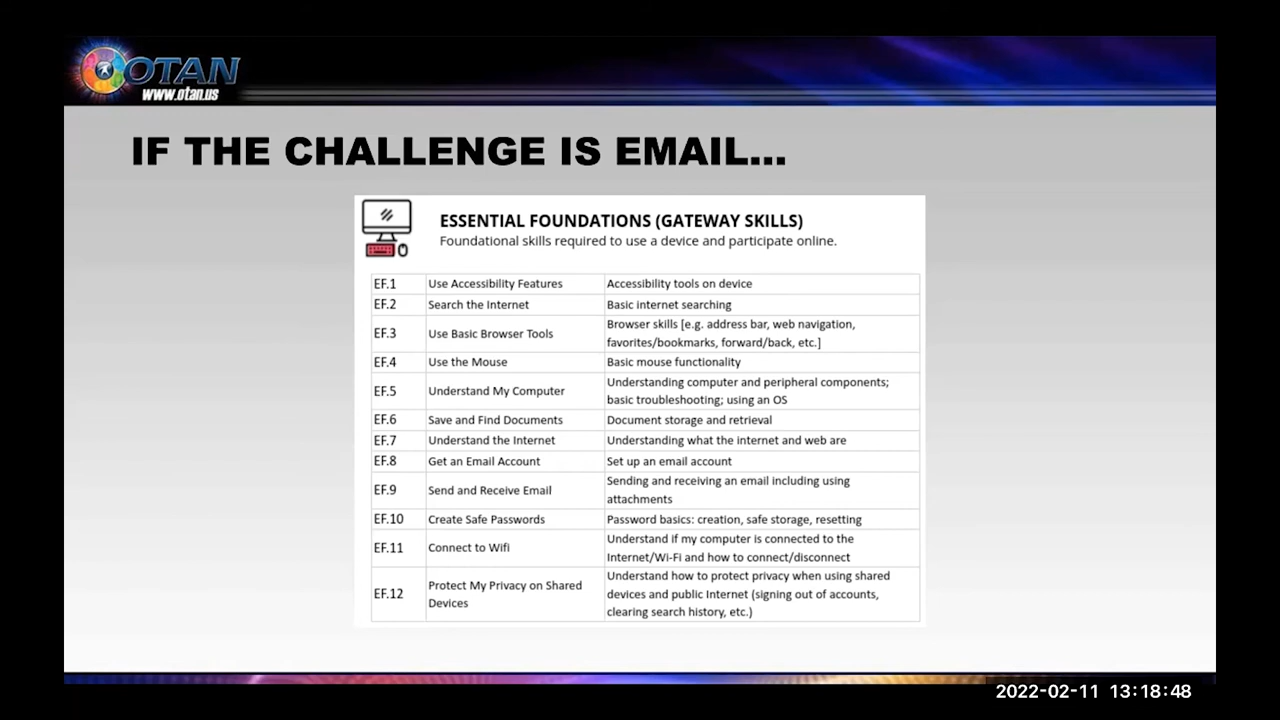 OTAN
www.otan.us
IF THE CHALLENGE IS EMAIL...
ESSENTIAL FOUNDATIONS (GATEWAY SKILLS)
Foundational skills required to use a device and participate online.
EF.1 Use Accessibility Features Accessibility tools on device
EF.2 Search the Internet Basic internet searching
EF.3 Use Basic Browser Tools Browser skills [e.g. address bar, web navigation,
favorites/bookmarks, forward/back, etc.]
EF.4 Use the Mouse Basic mouse functionality
EF.5 Understand My Computer Understanding computer and peripheral components;
basic troubleshooting; using an OS
EF.6 Save and Find Documents Document storage and retrieval
EF.7 Understand the Internet Understanding what the internet and web are
EF.8 Get an Email Account Set up an email account
EF.9 Send and Receive Email Sending and receiving an email including using
attachments
EF.10 Create Safe Passwords Password basics: creation, safe storage, resetting
EF.11 Connect to Wifi Understand if my computer is connected to the
Internet/Wi-Fi and how to connect/disconnect
EF.12 Protect My Privacy on Shared
Devices Understand how to protect privacy when using shared
devices and public Internet (signing out of accounts,
clearing search history, etc.)
2022-02-11 13:18:48